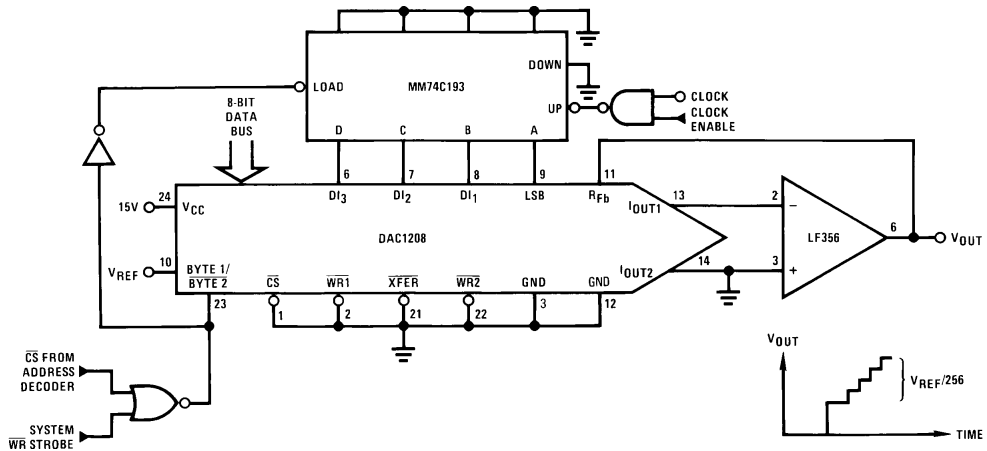 LOAD
MM74C193
DOWN
UP
CLOCK
CLOCK
ENABLE
8-BIT
DATA
BUS
D C B A
6 7 8 9 11
DI3 DI2 DI1 LSB RFb
IOUT1
13
2
−
24
15V
VCC
DAC1208
LF356
6
VOUT
10
VREF
BYTE 1/
BYTE 2
IOUT2
14
3
+
CS WR1 XFER WR2 GND GND
23
1 2 21 22 3 12
CS FROM
ADDRESS
DECODER
SYSTEM
WR STROBE
VOUT
VREF/256
TIME